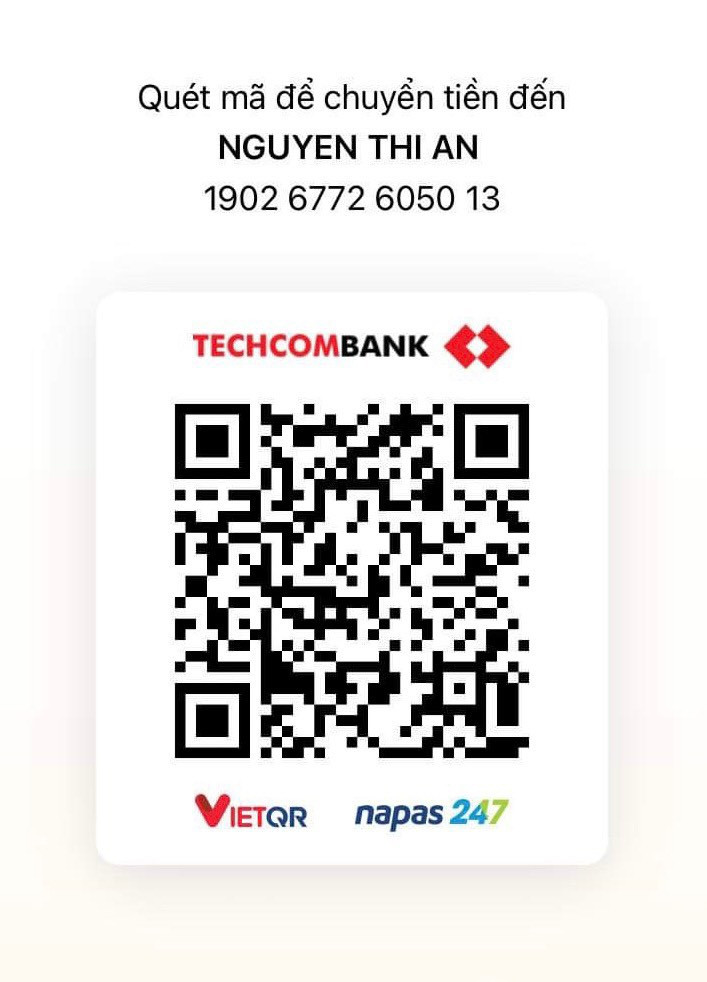 Quét mã để chuyển tiền đến
NGUYEN THI AN
1902 6772 6050 13
TECHCOMBANK
VIETQR
napas 247